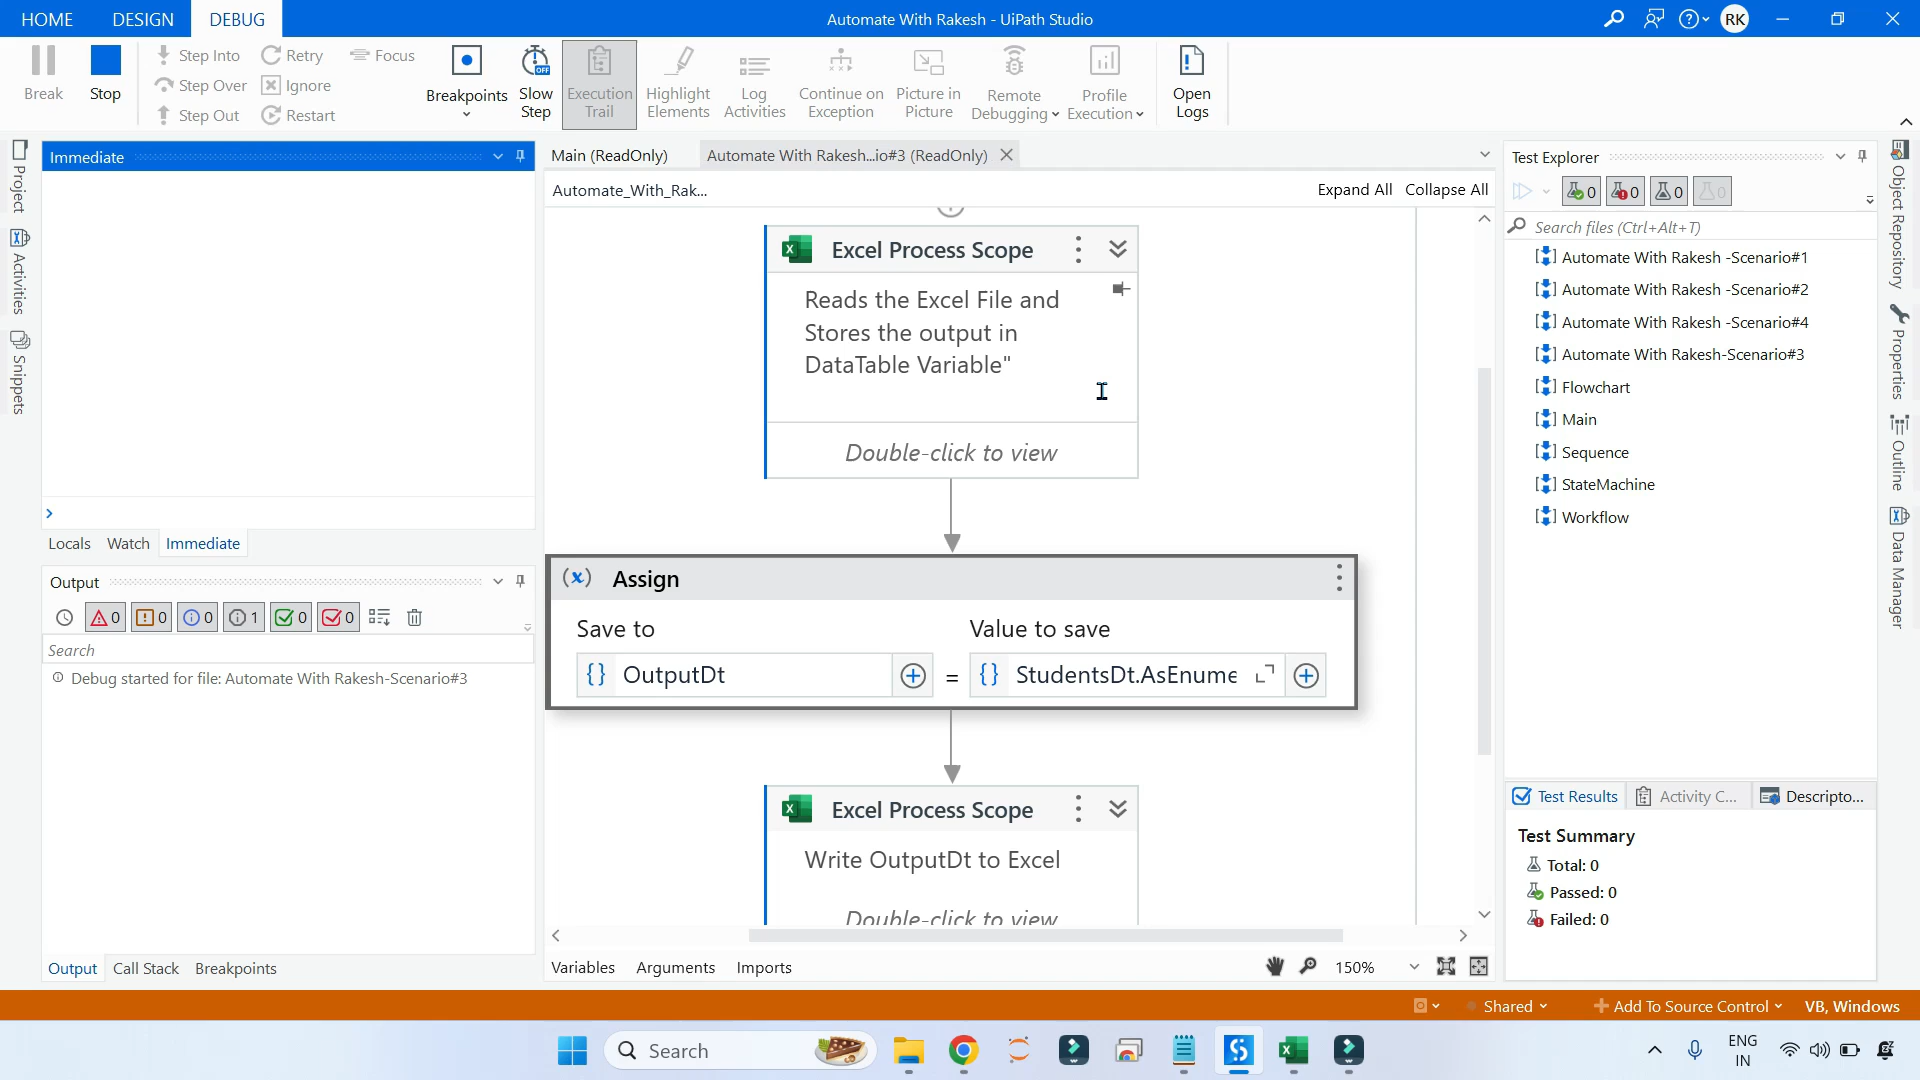 HOME DESIGN DEBUG
Automate With Rakesh - UiPath Studio
RK
Break
Stop
Step Into
Step Over
Step Out
Retry
Ignore
Restart
Focus
Breakpoints
Slow Step
Execution Trail
Highlight Elements
Log Activities
Continue on Exception
Picture in Picture
Remote Debugging
Profile Execution
Open Logs
Project
Activities
Snippets
Immediate
>
Locals Watch Immediate
Output
0 0 0 1 0 0
Search
Debug started for file: Automate With Rakesh-Scenario#3
Output Call Stack Breakpoints
Main (ReadOnly)
Automate With Rakesh...io#3 (ReadOnly)
Automate_With_Rak...
Expand All Collapse All
Excel Process Scope
Reads the Excel File and
Stores the output in
DataTable Variable"
Double-click to view
Assign
Save to
Value to save
OutputDt = StudentsDt.AsEnume
Excel Process Scope
Write OutputDt to Excel
Double-click to view
Variables Arguments Imports
150%
Test Explorer
0 0 0 0
Search files (Ctrl+Alt+T)
Automate With Rakesh -Scenario#1
Automate With Rakesh -Scenario#2
Automate With Rakesh -Scenario#4
Automate With Rakesh-Scenario#3
Flowchart
Main
Sequence
StateMachine
Workflow
Test Results Activity C... Descripto...
Test Summary
Total: 0
Passed: 0
Failed: 0
Object Repository
Properties
Outline
Data Manager
Shared
Add To Source Control
VB, Windows
Search
ENG
IN